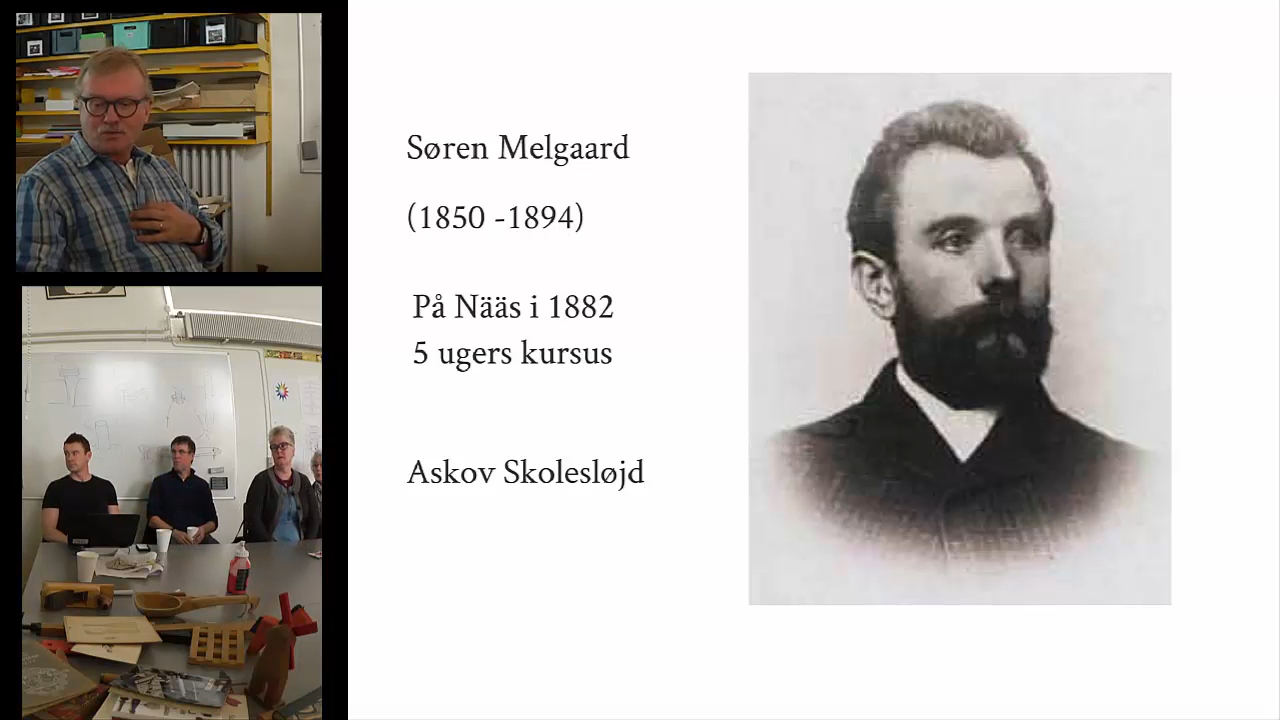 Søren Melgaard
(1850 -1894)
På Nääs i 1882
5 ugers kursus
Askov Skolesløjd